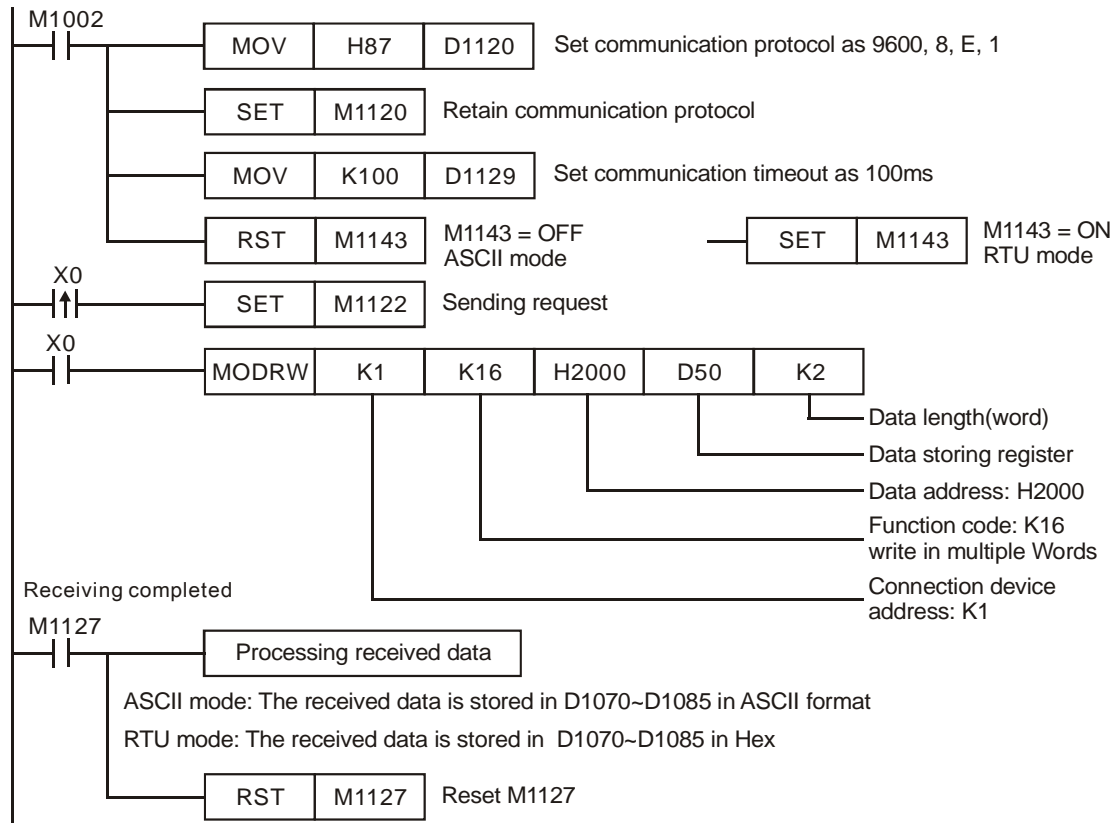 M1002
MOV H87 D1120 Set communication protocol as 9600, 8, E, 1
SET M1120 Retain communication protocol
MOV K100 D1129 Set communication timeout as 100ms
RST M1143 M1143 = OFF
ASCII mode
SET M1143 M1143 = ON
RTU mode
X0
SET M1122 Sending request
X0
MODRW K1 K16 H2000 D50 K2
Data length(word)
Data storing register
Data address: H2000
Function code: K16
write in multiple Words
Connection device
address: K1
Receiving completed
M1127
Processing received data
ASCII mode: The received data is stored in D1070~D1085 in ASCII format
RTU mode: The received data is stored in D1070~D1085 in Hex
RST M1127 Reset M1127